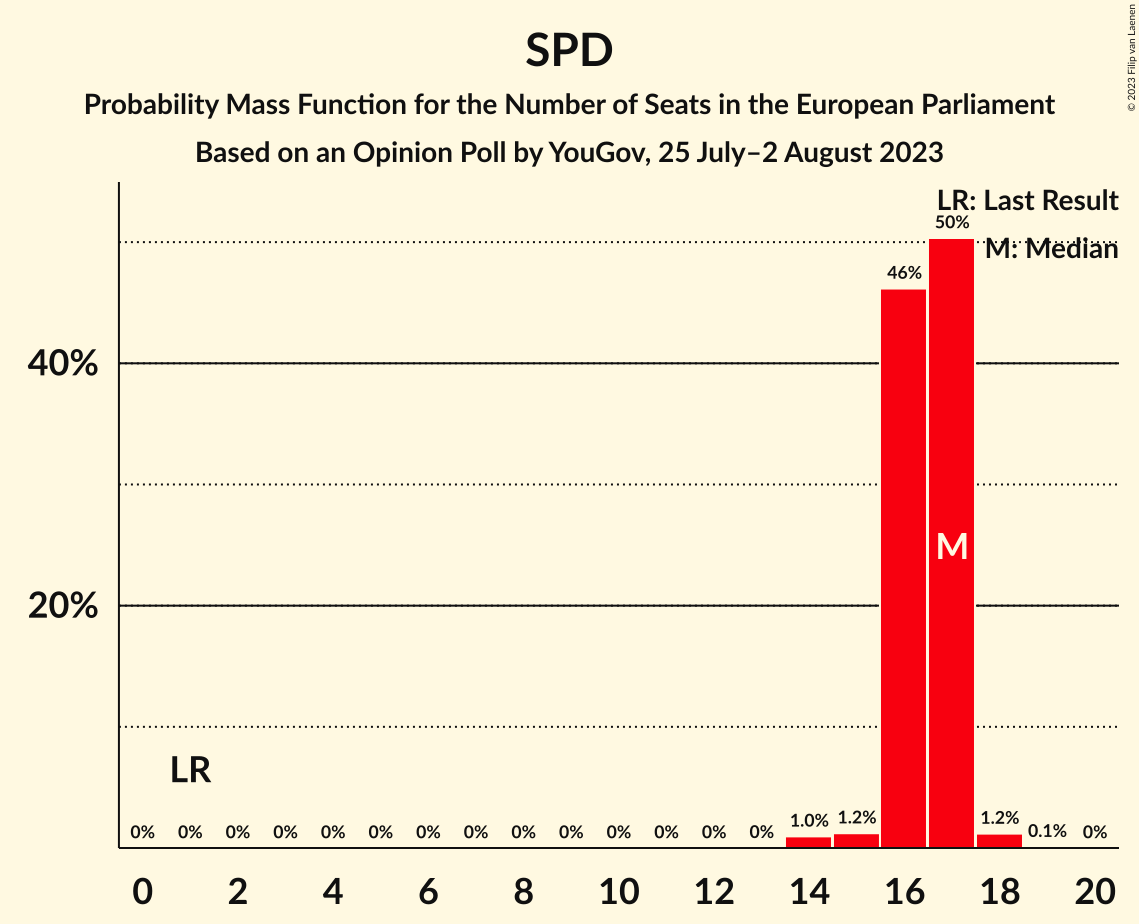 SPD
Probability Mass Function for the Number of Seats in the European Parliament
Based on an Opinion Poll by YouGov, 25 July–2 August 2023
© 2023 Filip van Laenen
LR: Last Result
M: Median
50%
46%
40%
M
20%
LR
0% 0% 0% 0% 0% 0% 0% 0% 0% 0% 0% 0% 0% 0% 1.0% 1.2% 1.2% 0.1% 0%
0 2 4 6 8 10 12 14 16 18 20